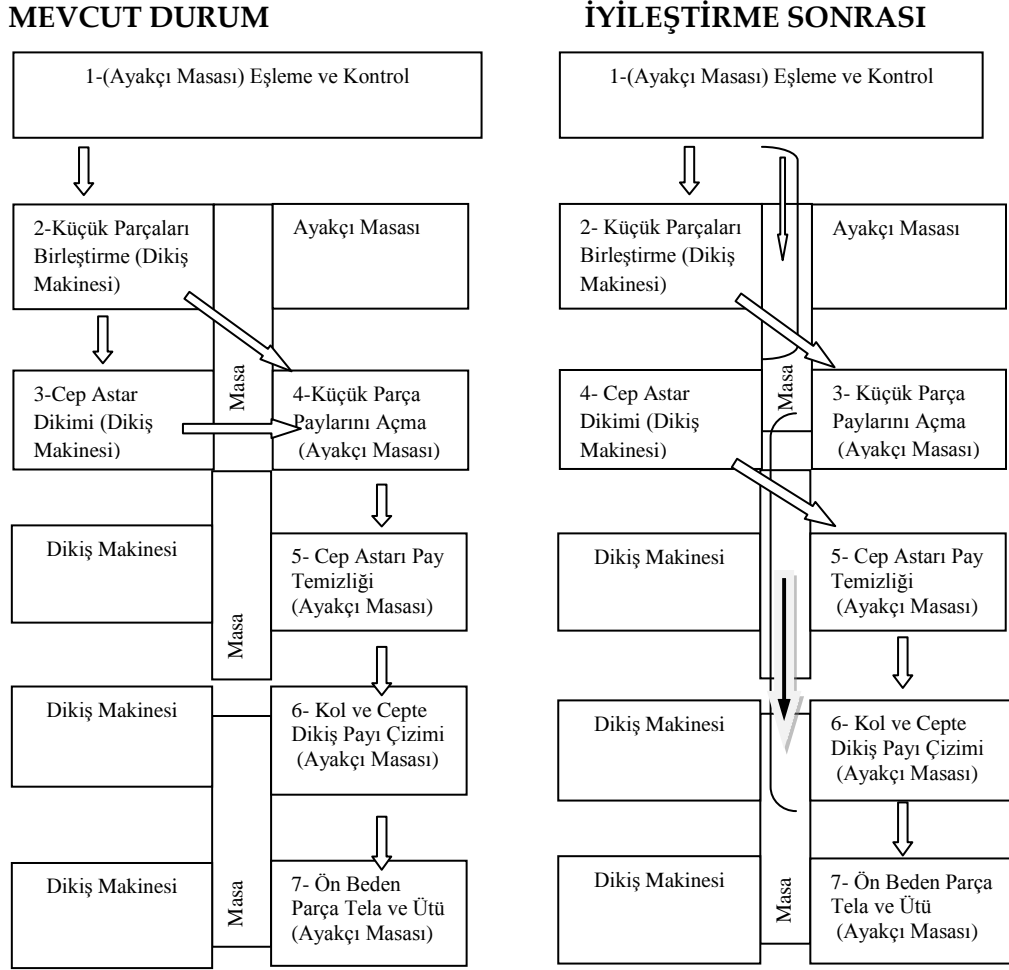 MEVCUT DURUM
1-(Ayakçı Masası) Eşleme ve Kontrol
2-Küçük Parçaları
Birleştirme (Dikiş
Makinesi)
Ayakçı Masası
Masa
3-Cep Astar
Dikimi (Dikiş
Makinesi)
4-Küçük Parça
Paylarını Açma
(Ayakçı Masası)
Dikiş Makinesi
Masa
5- Cep Astarı Pay
Temizliği
(Ayakçı Masası)
Dikiş Makinesi
6- Kol ve Cepte
Dikiş Payı Çizimi
(Ayakçı Masası)
Dikiş Makinesi
Masa
7- Ön Beden
Parça Tela ve Ütü
(Ayakçı Masası)
İYİLEŞTİRME SONRASI
1-(Ayakçı Masası) Eşleme ve Kontrol
2- Küçük Parçaları
Birleştirme (Dikiş
Makinesi)
Ayakçı Masası
Masa
4- Cep Astar
Dikimi (Dikiş
Makinesi)
3- Küçük Parça
Paylarını Açma
(Ayakçı Masası)
Dikiş Makinesi
5- Cep Astarı Pay
Temizliği
(Ayakçı Masası)
Dikiş Makinesi
6- Kol ve Cepte
Dikiş Payı Çizimi
(Ayakçı Masası)
Dikiş Makinesi
Masa
7- Ön Beden Parça
Tela ve Ütü
(Ayakçı Masası)